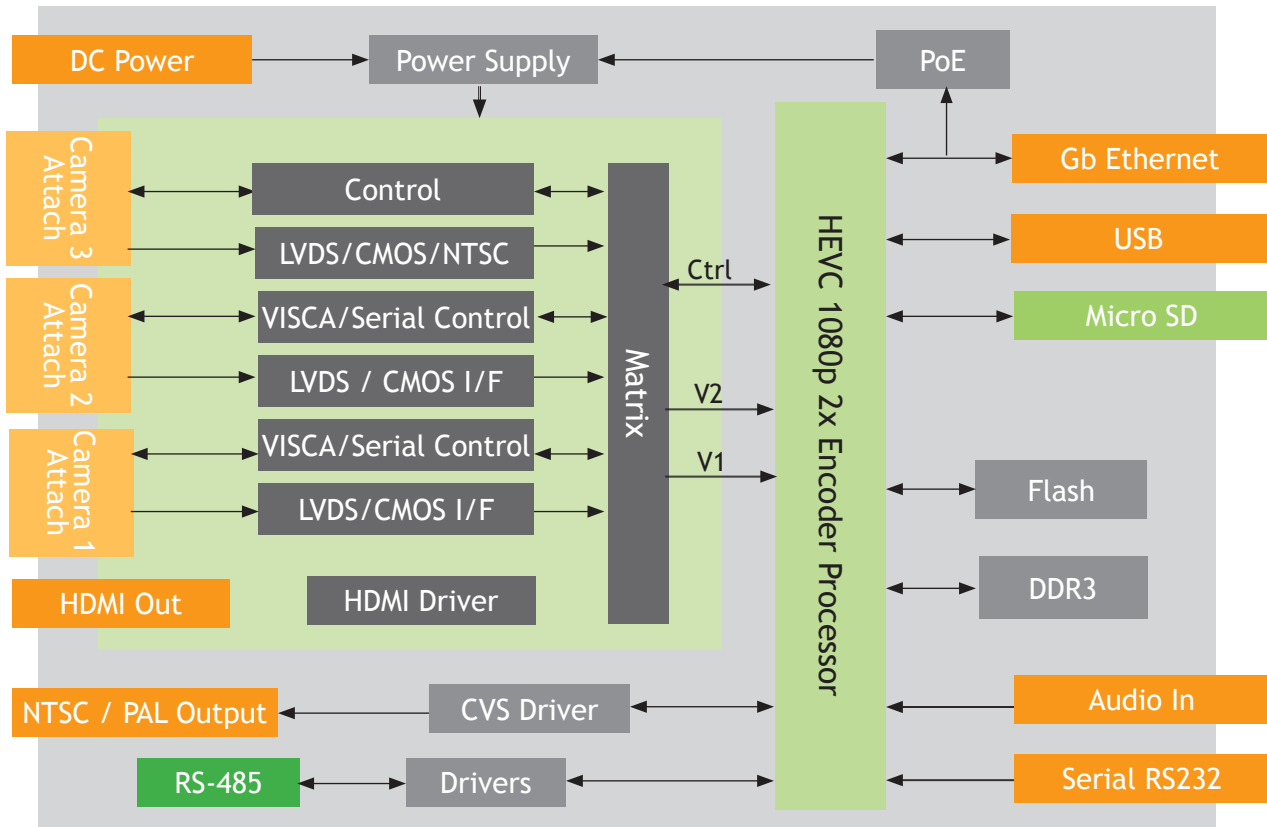 DC Power
Power Supply
PoE
Camera 3
Attach
Control
LVDS/CMOS/NTSC
Camera 2
Attach
VISCA/Serial Control
LVDS / CMOS I/F
Camera 1
Attach
VISCA/Serial Control
LVDS/CMOS I/F
HDMI Out
HDMI Driver
Matrix
Ctrl
V2
V1
HEVC 1080p 2x Encoder Processor
Gb Ethernet
USB
Micro SD
Flash
DDR3
Audio In
Serial RS232
NTSC / PAL Output
CVS Driver
RS-485
Drivers